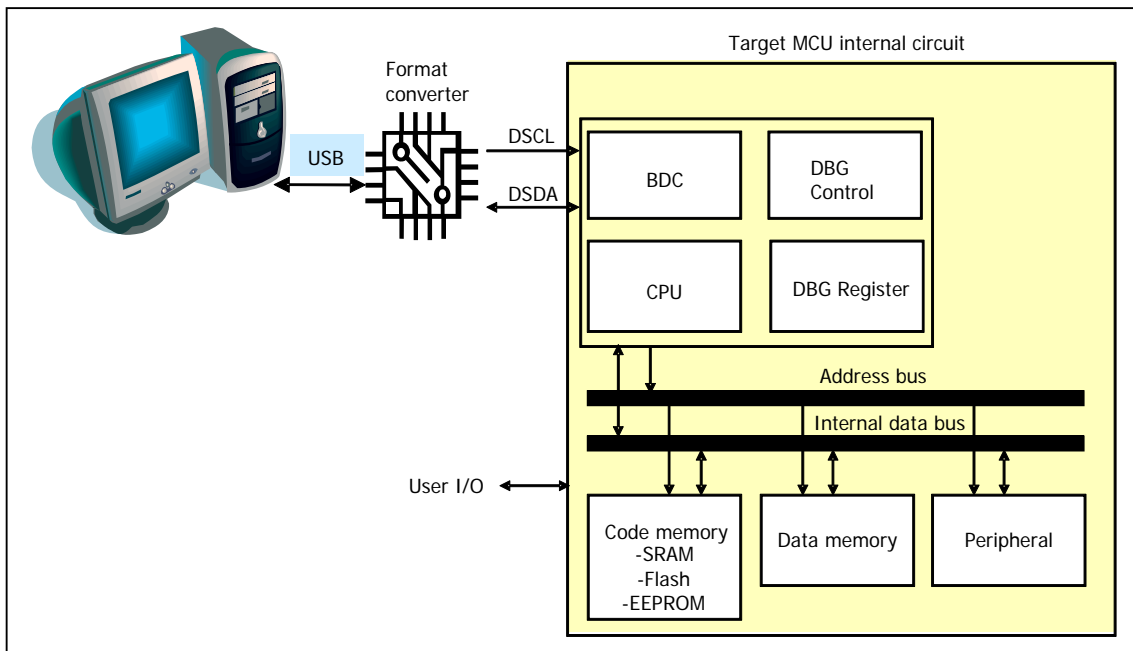 Target MCU internal circuit
Format
converter
USB
DSCL
DSDA
BDC
DBG
Control
CPU
DBG Register
Address bus
Internal data bus
User I/O
Code memory
-SRAM
-Flash
-EEPROM
Data memory
Peripheral